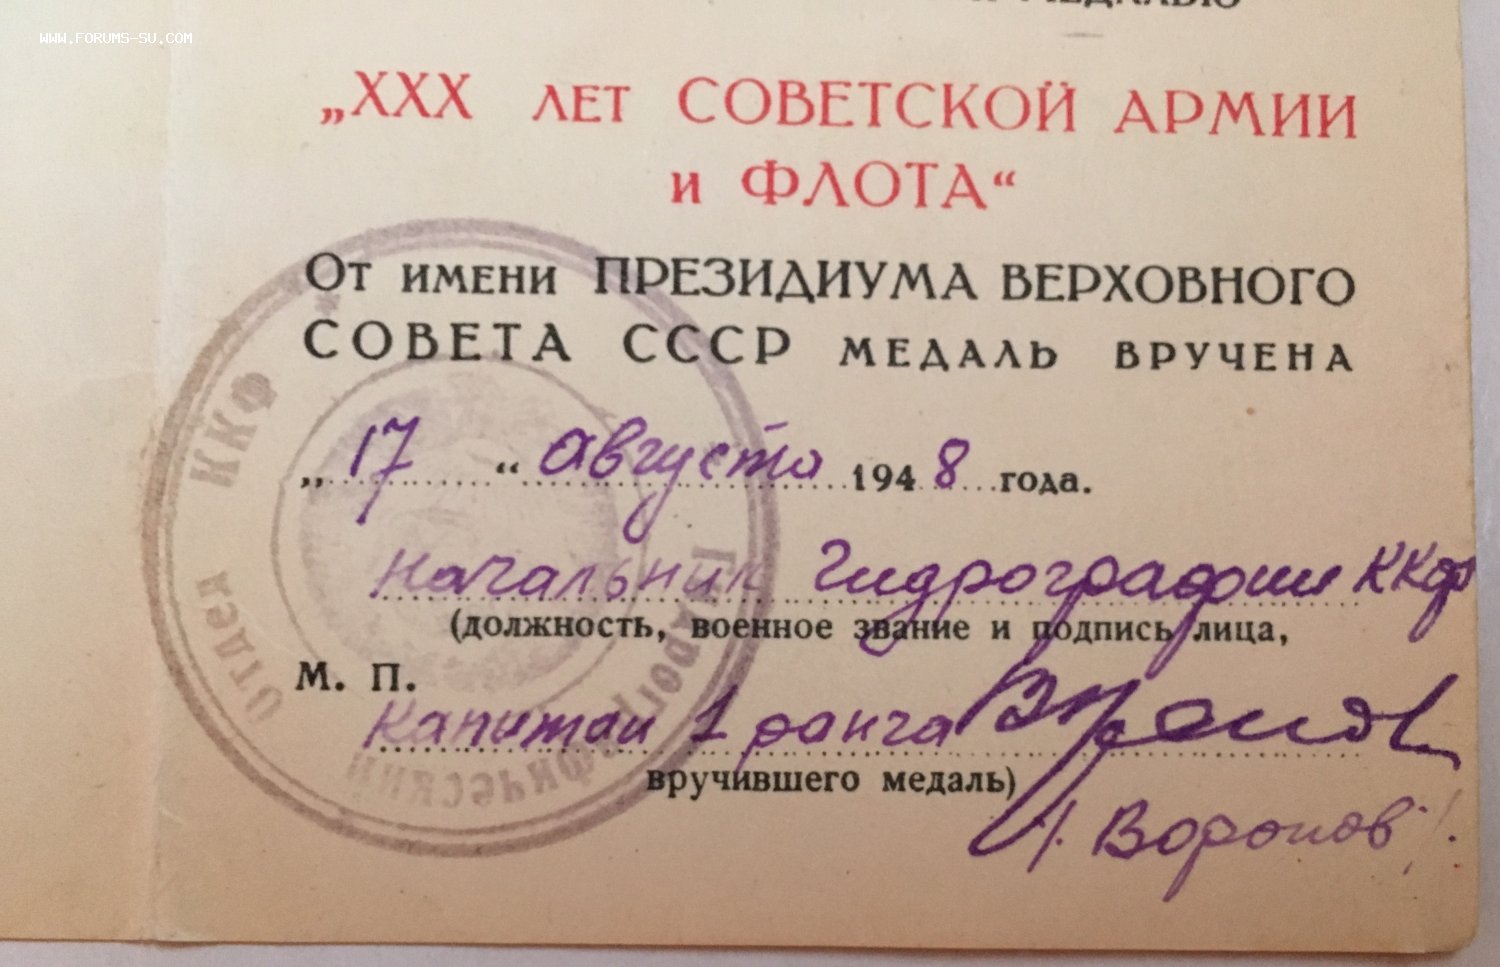 WWW.FORUMS-SU.COM
„XXX ЛЕТ СОВЕТСКОЙ АРМИИ
И ФЛОТА“
От имени ПРЕЗИДИУМА ВЕРХОВНОГО
СОВЕТА СССР МЕДАЛЬ ВРУЧЕНА
„17“ августа 1948 года.
Начальник Гидрографии ККФ
(должность, военное звание и подпись лица,
М. П.
Капитан 1 ранга
вручившего медаль)
/Воронов/.
Гидрографический Отдел ККФ